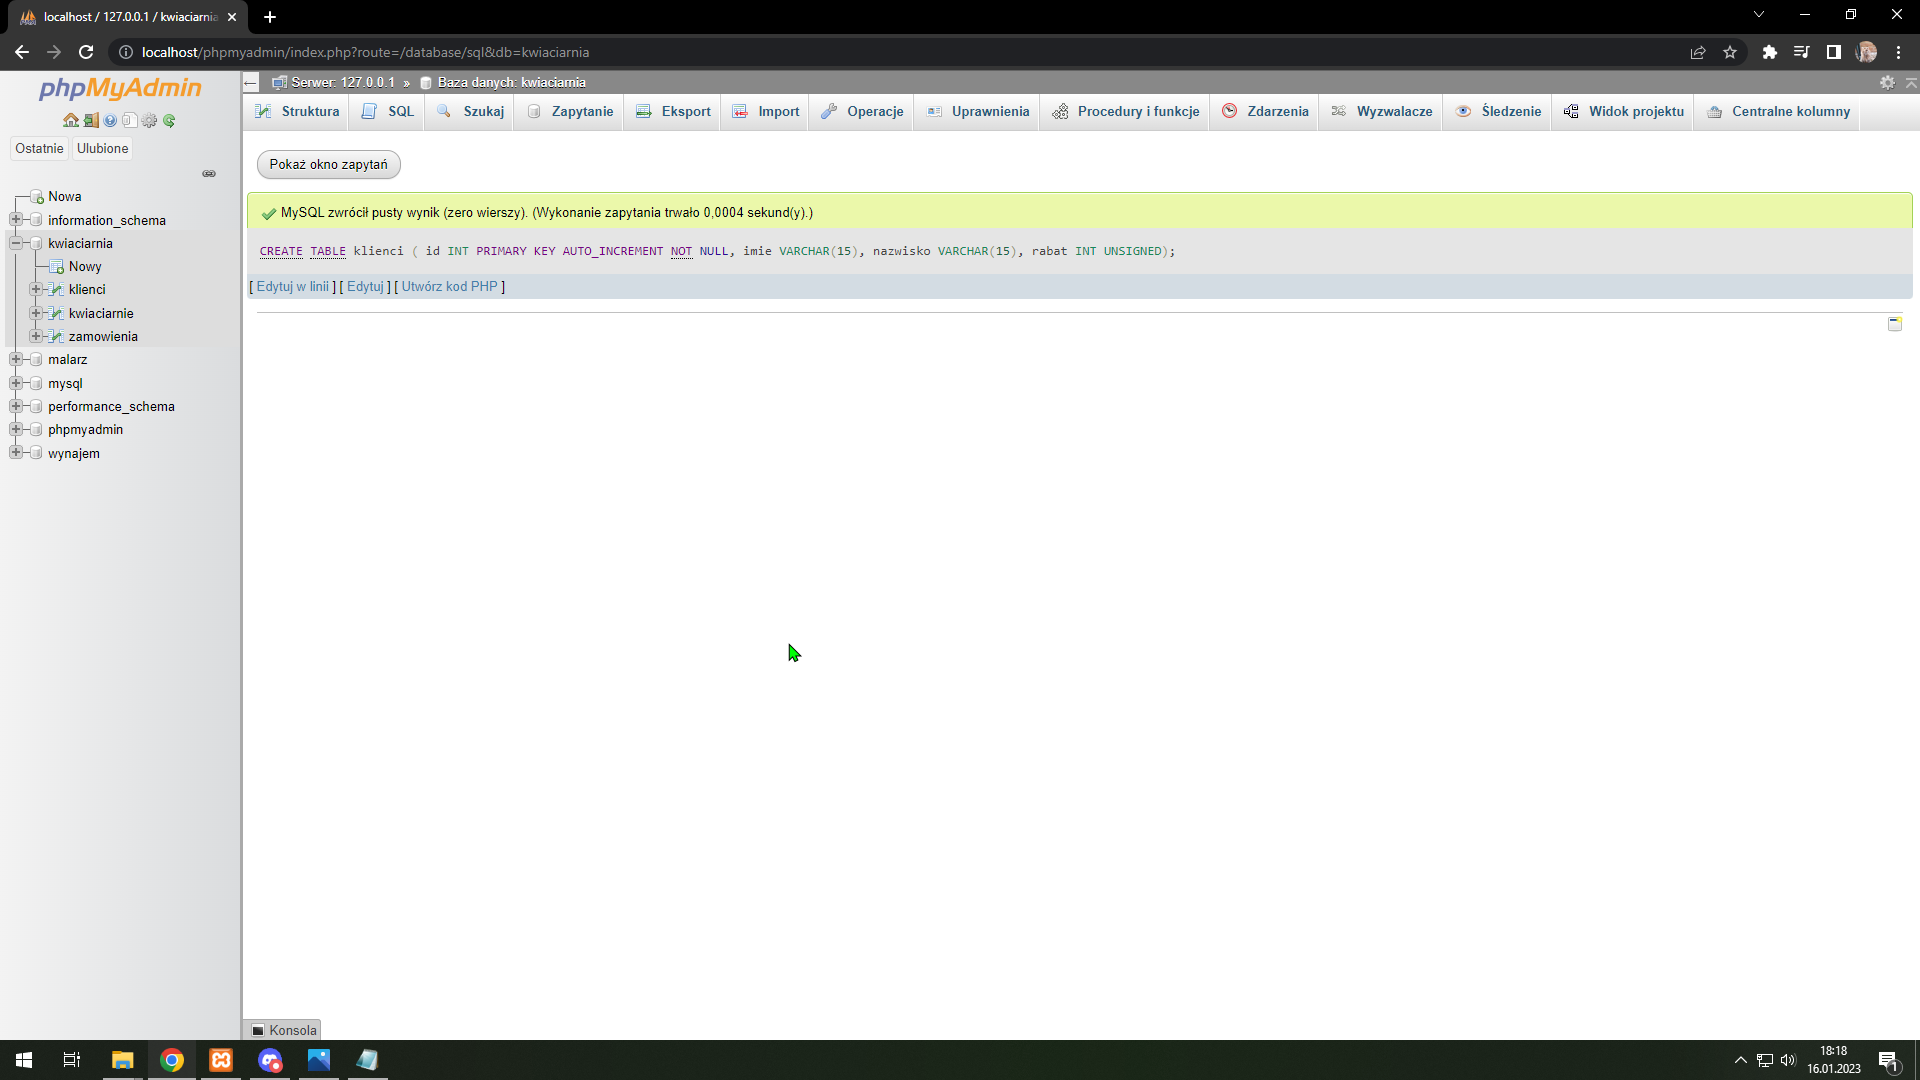 localhost / 127.0.0.1 / kwiaciarnia
localhost/phpmyadmin/index.php?route=/database/sql&db=kwiaciarnia
phpMyAdmin
Ostatnie Ulubione
Nowa
information_schema
kwiaciarnia
Nowy
klienci
kwiaciarnie
zamowienia
malarz
mysql
performance_schema
phpmyadmin
wynajem
Serwer: 127.0.0.1 » Baza danych: kwiaciarnia
Struktura SQL Szukaj Zapytanie Eksport Import Operacje Uprawnienia Procedury i funkcje Zdarzenia Wyzwalacze Śledzenie Widok projektu Centralne kolumny
Pokaż okno zapytań
MySQL zwrócił pusty wynik (zero wierszy). (Wykonanie zapytania trwało 0,0004 sekund(y).)
CREATE TABLE klienci ( id INT PRIMARY KEY AUTO_INCREMENT NOT NULL, imie VARCHAR(15), nazwisko VARCHAR(15), rabat INT UNSIGNED);
[ Edytuj w linii ] [ Edytuj ] [ Utwórz kod PHP ]
Konsola
18:18
16.01.2023
1